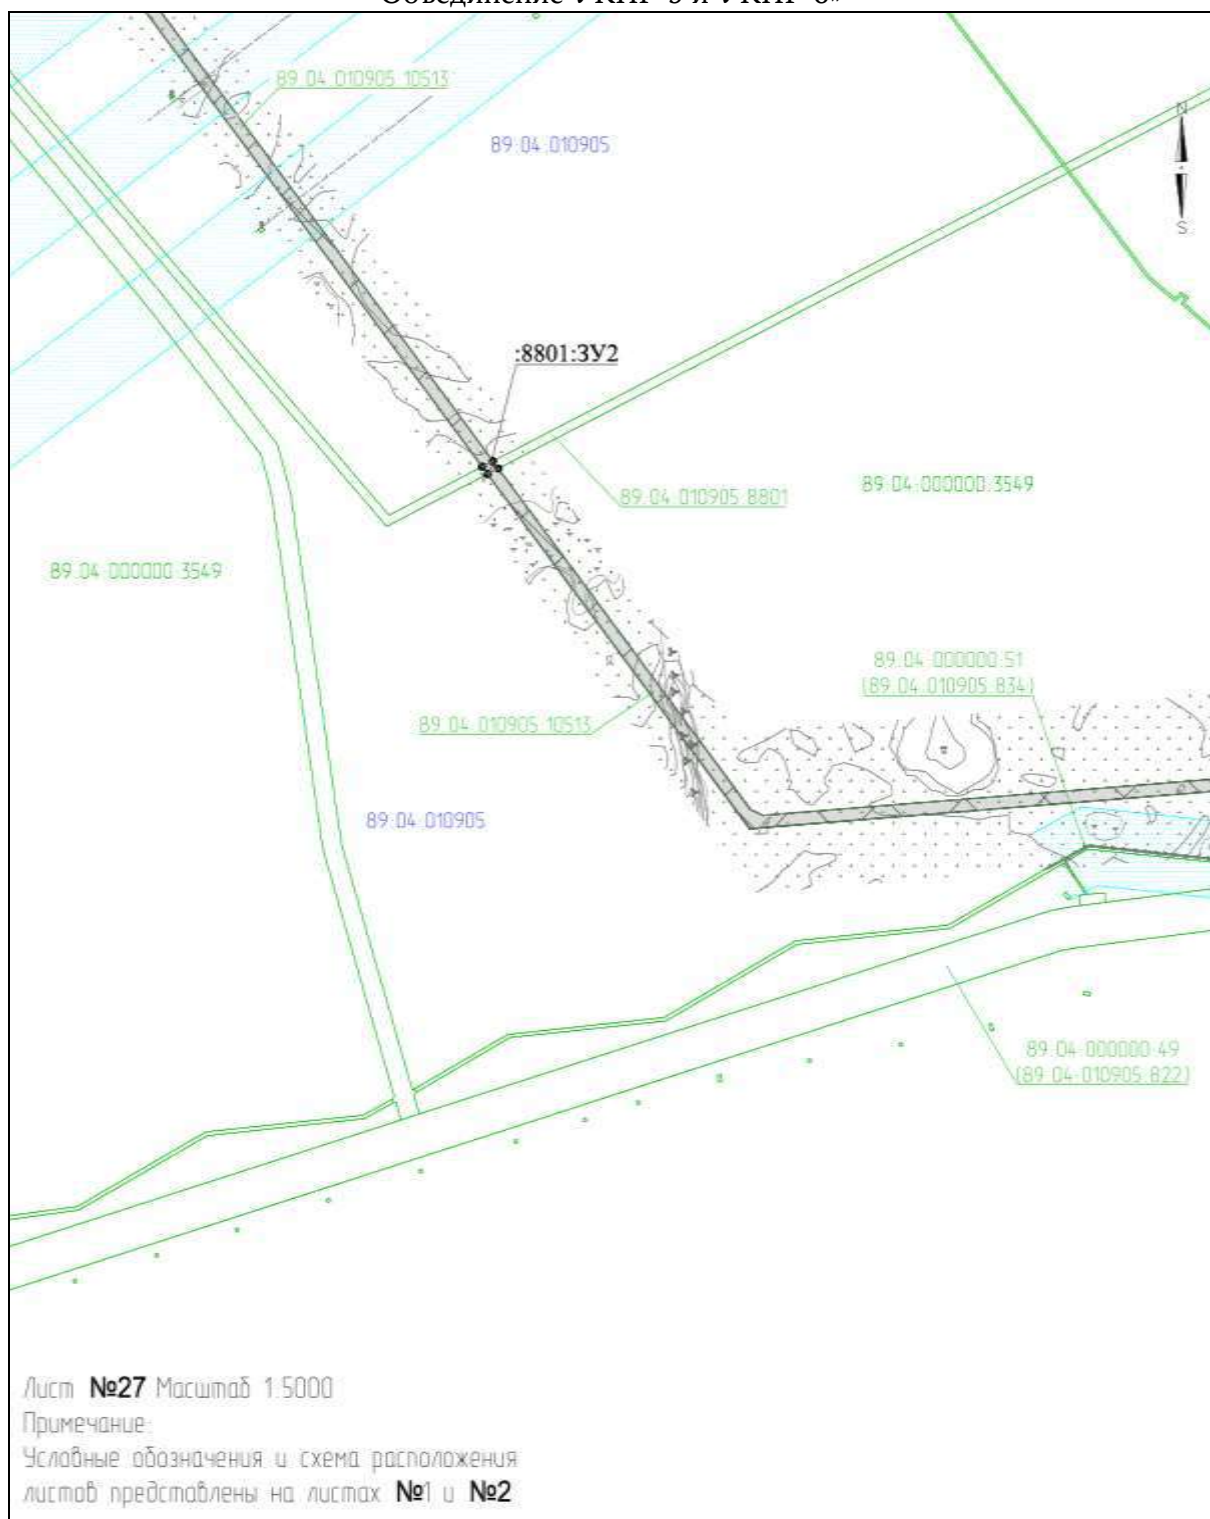 Объединение УКПГ-5 и УКПГ-6»
89:04:010905:10513
89:04:010905
N
S
:8801:ЗУ2
89:04:010905:8801
89:04:000000:3549
89:04:000000:3549
89:04:000000:51
(89:04:010905:834)
89:04:010905:10513
89:04:010905
89:04:000000:49
(89:04:010905:822)
Лист №27 Масштаб 1:5000
Примечание:
Условные обозначения и схема расположения
листов представлены на листах №1 и №2